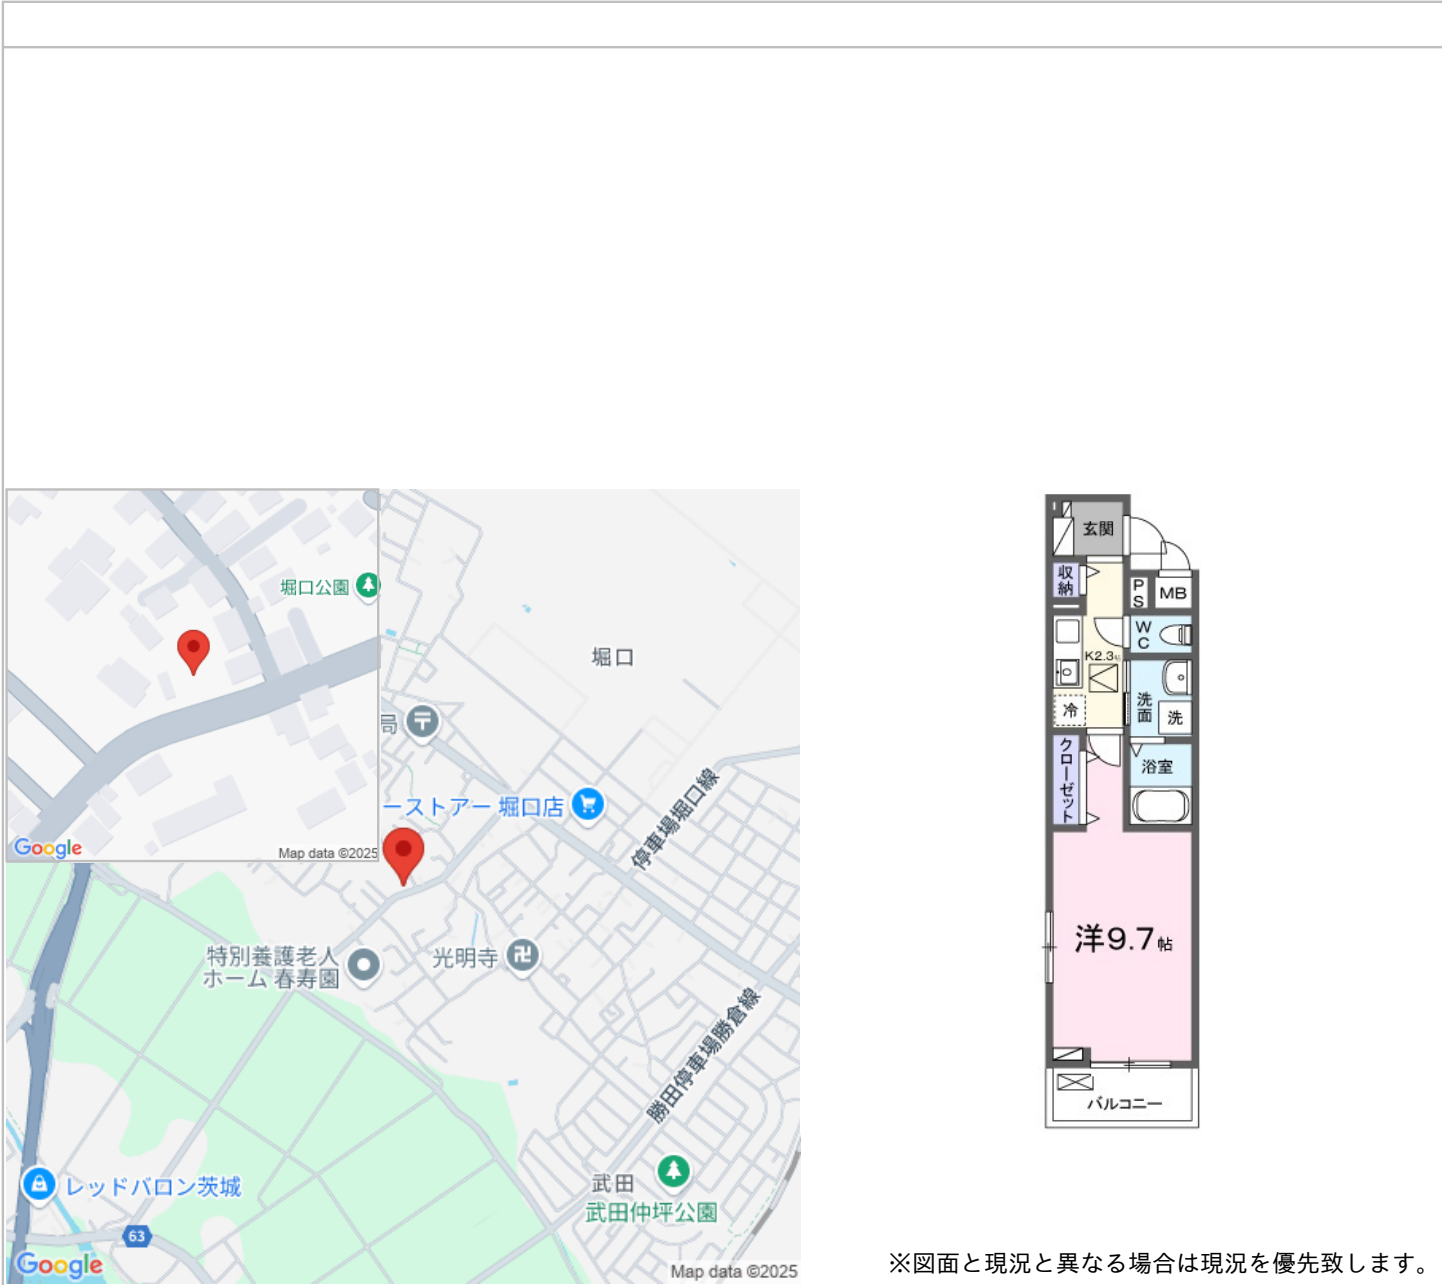 堀口公園
Google
Map data ©2025
堀口
局
ーストアー 堀口店
停車場堀口線
特別養護老人
ホーム 春寿園
光明寺
勝田停車場勝倉線
レッドバロン茨城
63
武田
武田仲坪公園
Google
Map data ©2025
玄関
収納
PS
MB
WC
K2.3帖
洗面
洗
冷
クローゼット
浴室
洋9.7帖
バルコニー
※図面と現況と異なる場合は現況を優先致します。